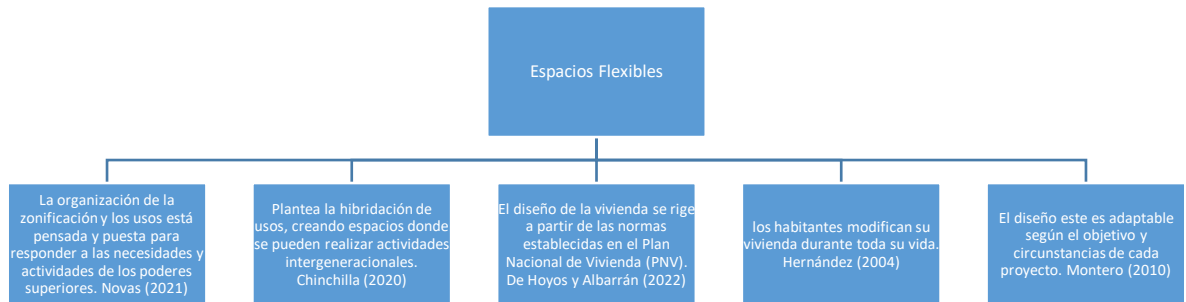 Espacios Flexibles
La organización de la
zonificación y los usos está
pensada y puesta para
responder a las necesidades y
actividades de los poderes
superiores. Novas (2021)
Plantea la hibridación de
usos, creando espacios donde
se pueden realizar actividades
intergeneracionales.
Chinchilla (2020)
El diseño de la vivienda se rige
a partir de las normas
establecidas en el Plan
Nacional de Vivienda (PNV).
De Hoyos y Albarrán (2022)
los habitantes modifican su
vivienda durante toda su vida.
Hernández (2004)
El diseño este es adaptable
según el objetivo y
circunstancias de cada
proyecto. Montero (2010)